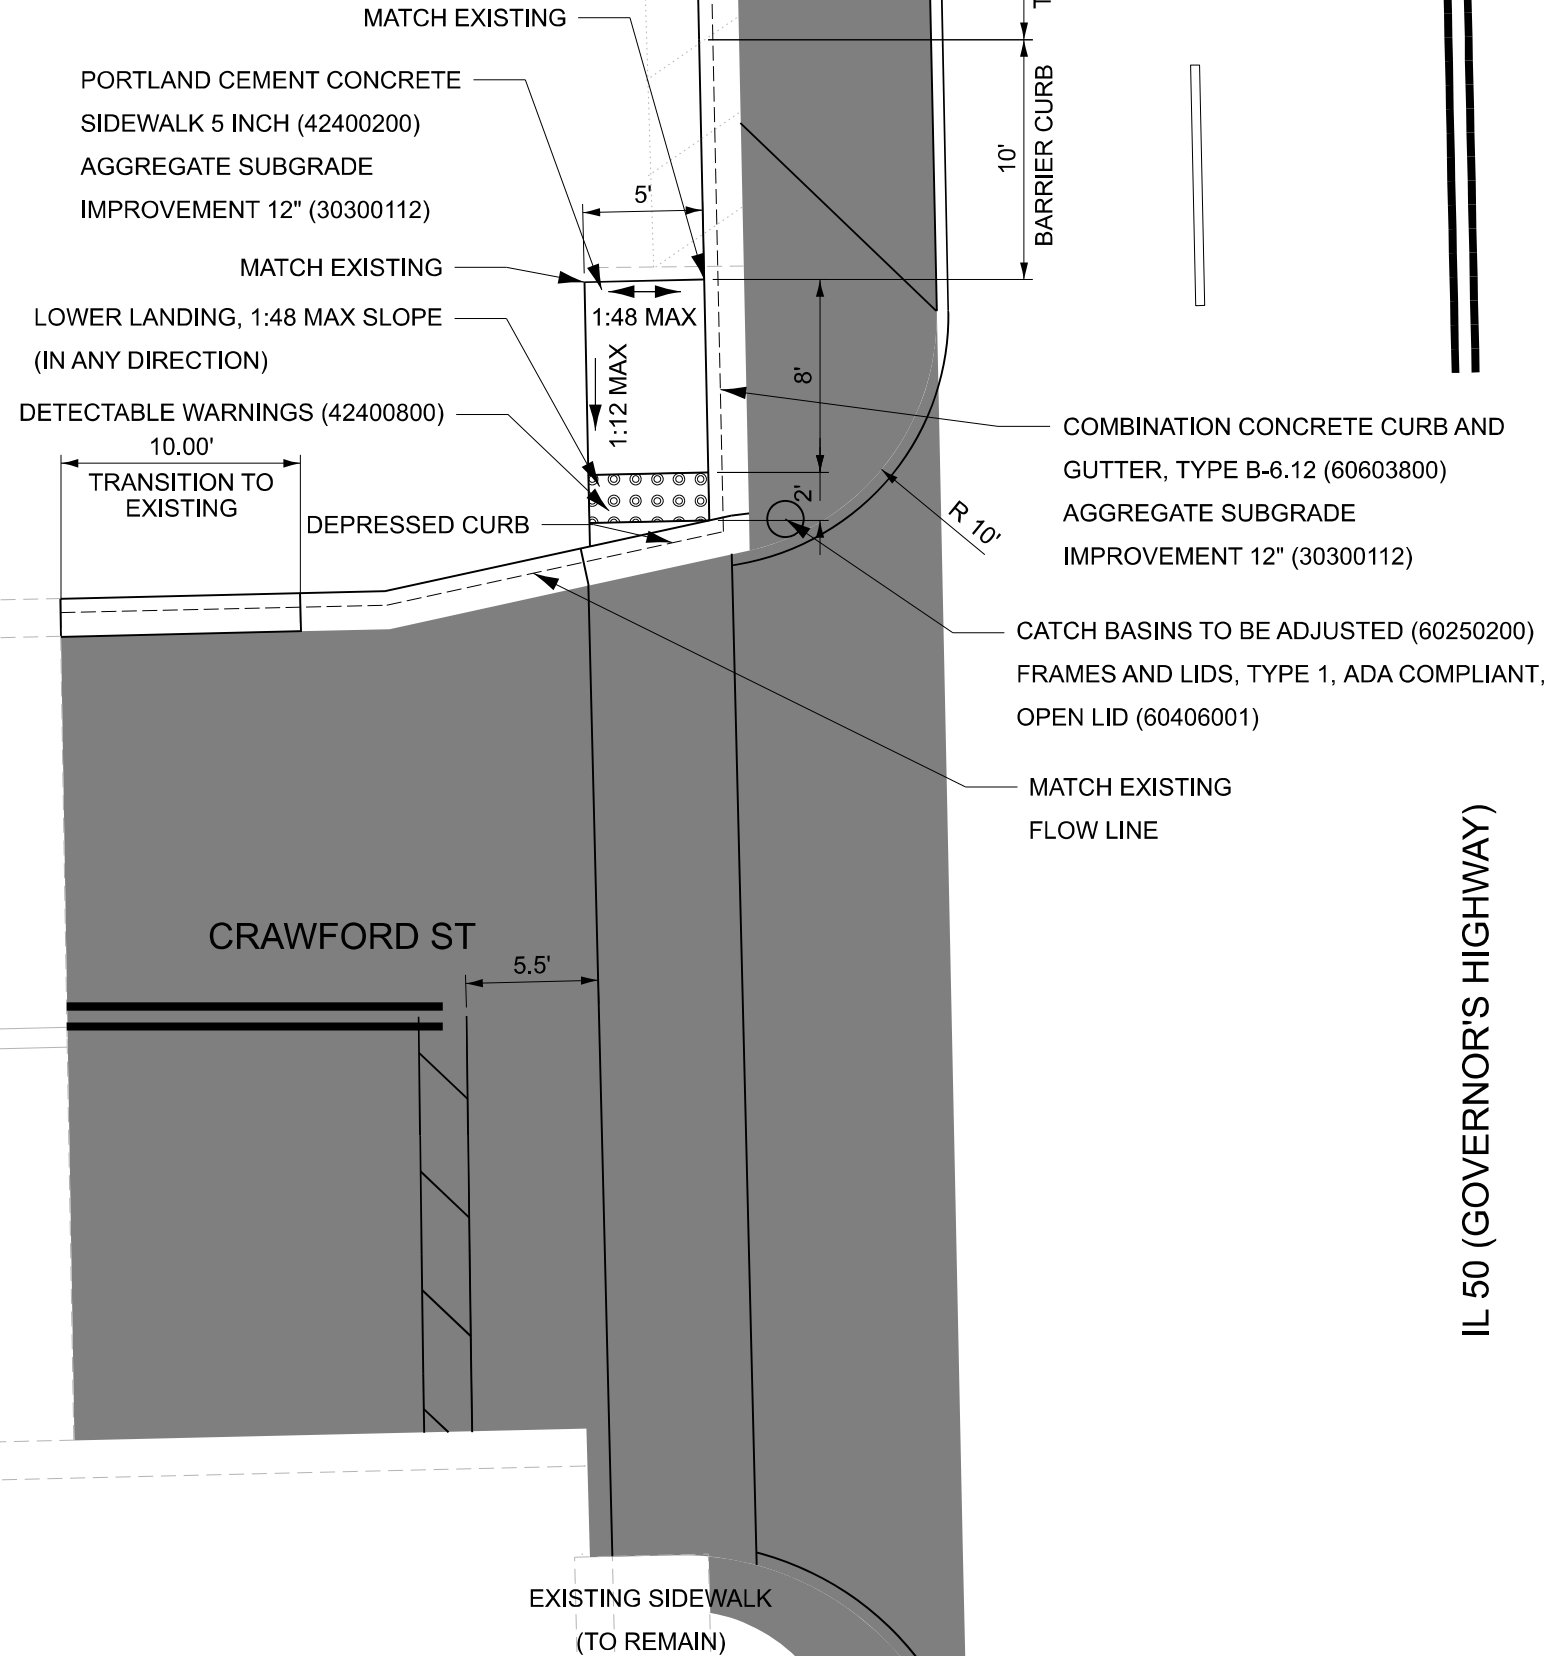 MATCH EXISTING
PORTLAND CEMENT CONCRETE
SIDEWALK 5 INCH (42400200)
AGGREGATE SUBGRADE
IMPROVEMENT 12" (30300112)
5'
10'
BARRIER CURB
MATCH EXISTING
LOWER LANDING, 1:48 MAX SLOPE
(IN ANY DIRECTION)
1:48 MAX
1:12 MAX
8'
DETECTABLE WARNINGS (42400800)
10.00'
TRANSITION TO
EXISTING
DEPRESSED CURB
2'
R 10'
COMBINATION CONCRETE CURB AND
GUTTER, TYPE B-6.12 (60603800)
AGGREGATE SUBGRADE
IMPROVEMENT 12" (30300112)
CATCH BASINS TO BE ADJUSTED (60250200)
FRAMES AND LIDS, TYPE 1, ADA COMPLIANT,
OPEN LID (60406001)
MATCH EXISTING
FLOW LINE
CRAWFORD ST
5.5'
IL 50 (GOVERNOR'S HIGHWAY)
EXISTING SIDEWALK
(TO REMAIN)